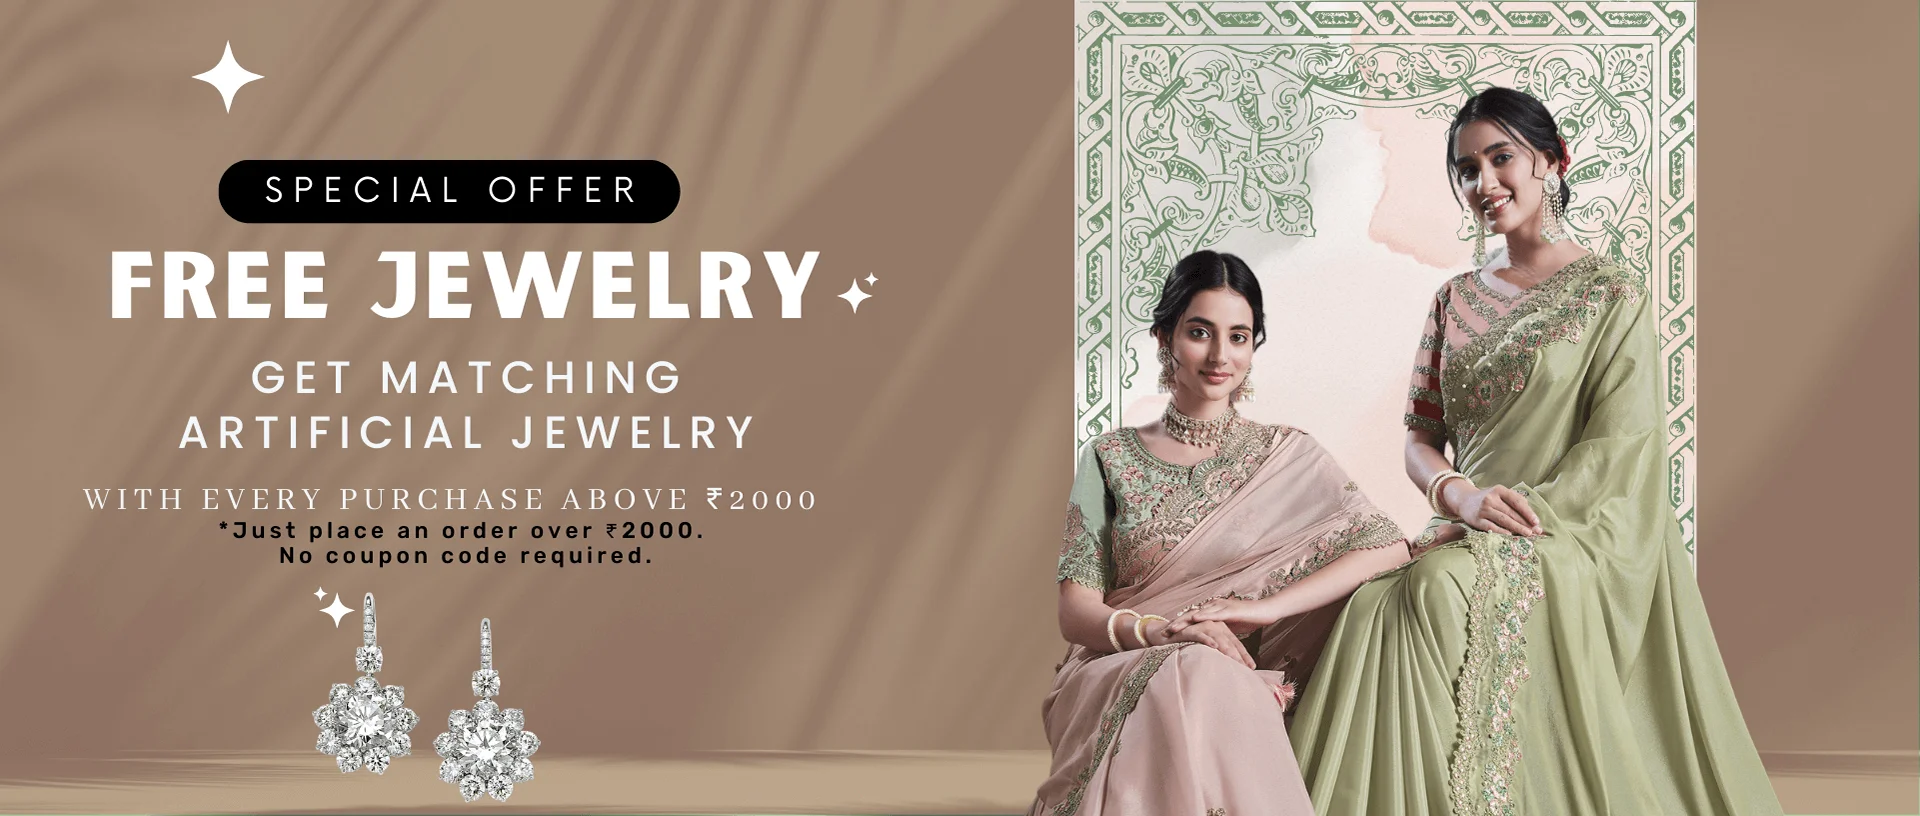 SPECIAL OFFER
FREE JEWELRY
GET MATCHING
ARTIFICIAL JEWELRY
WITH EVERY PURCHASE ABOVE ₹2000
*Just place an order over ₹2000.
No coupon code required.